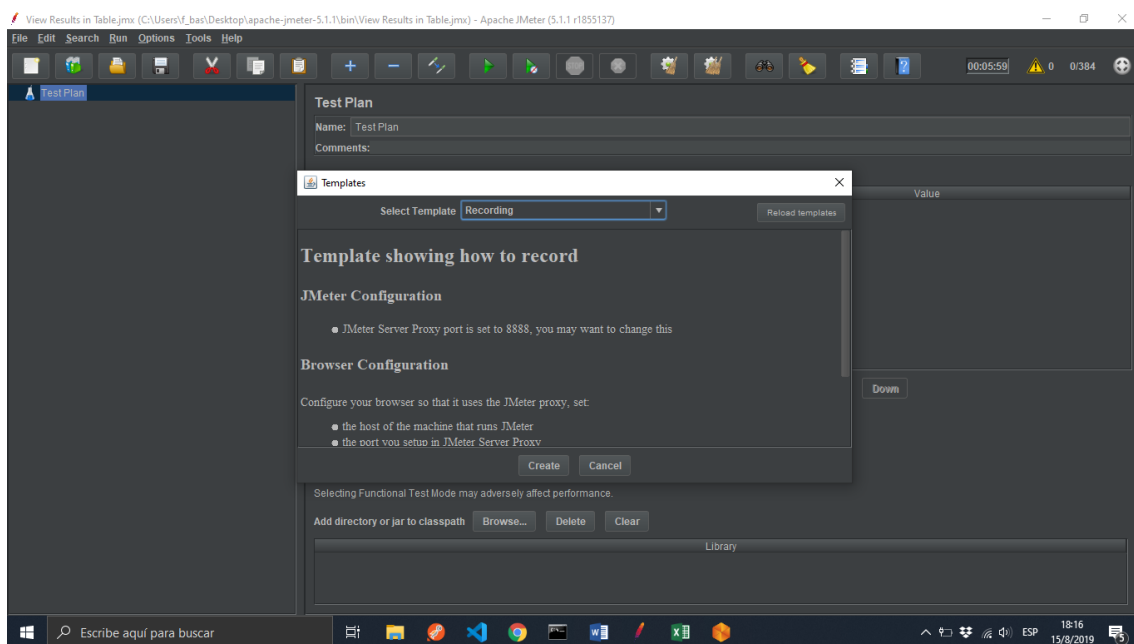 View Results in Table.jmx (C:\Users\f_bas\Desktop\apache-jmeter-5.1.1\bin\View Results in Table.jmx) - Apache JMeter (5.1.1 r1855137)
File Edit Search Run Options Tools Help
00:05:59 0 0/384
Test Plan
Test Plan
Name: Test Plan
Comments:
Value
Templates
Select Template Recording Reload templates
Template showing how to record
JMeter Configuration
JMeter Server Proxy port is set to 8888, you may want to change this
Browser Configuration
Configure your browser so that it uses the JMeter proxy, set:
the host of the machine that runs JMeter
the port you setup in JMeter Server Proxy
Down
Create Cancel
Selecting Functional Test Mode may adversely affect performance.
Add directory or jar to classpath Browse... Delete Clear
Library
Escribe aquí para buscar
ESP
18:16
15/8/2019